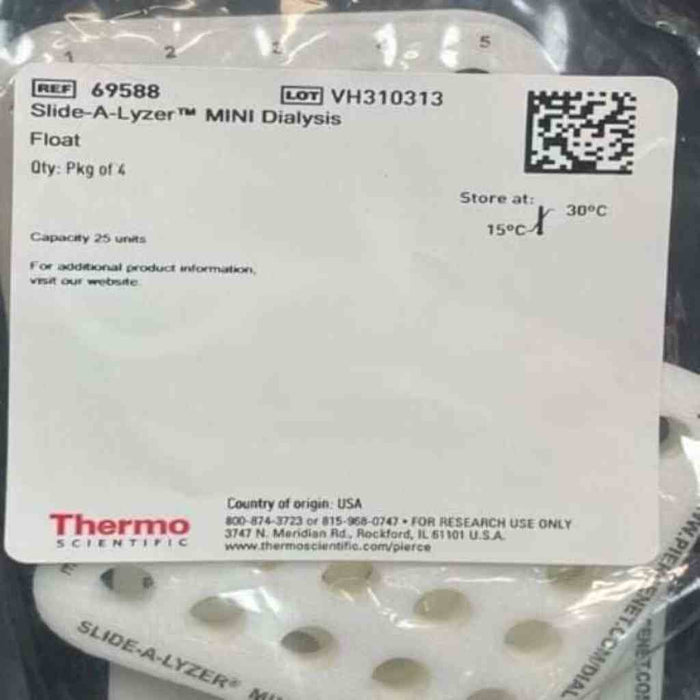 1 2 3 4 5
REF 69588 LOT VH310313
Slide-A-Lyzer™ MINI Dialysis
Float
Qty: Pkg of 4
Store at:
30°C
15°C
Capacity 25 units
For additional product information,
visit our website.
Country of origin: USA
800-874-3723 or 815-968-0747 • FOR RESEARCH USE ONLY
3747 N. Meridian Rd., Rockford, IL 61101 U.S.A.
www.thermoscientific.com/pierce
Thermo
SCIENTIFIC
SLIDE-A-LYZER®